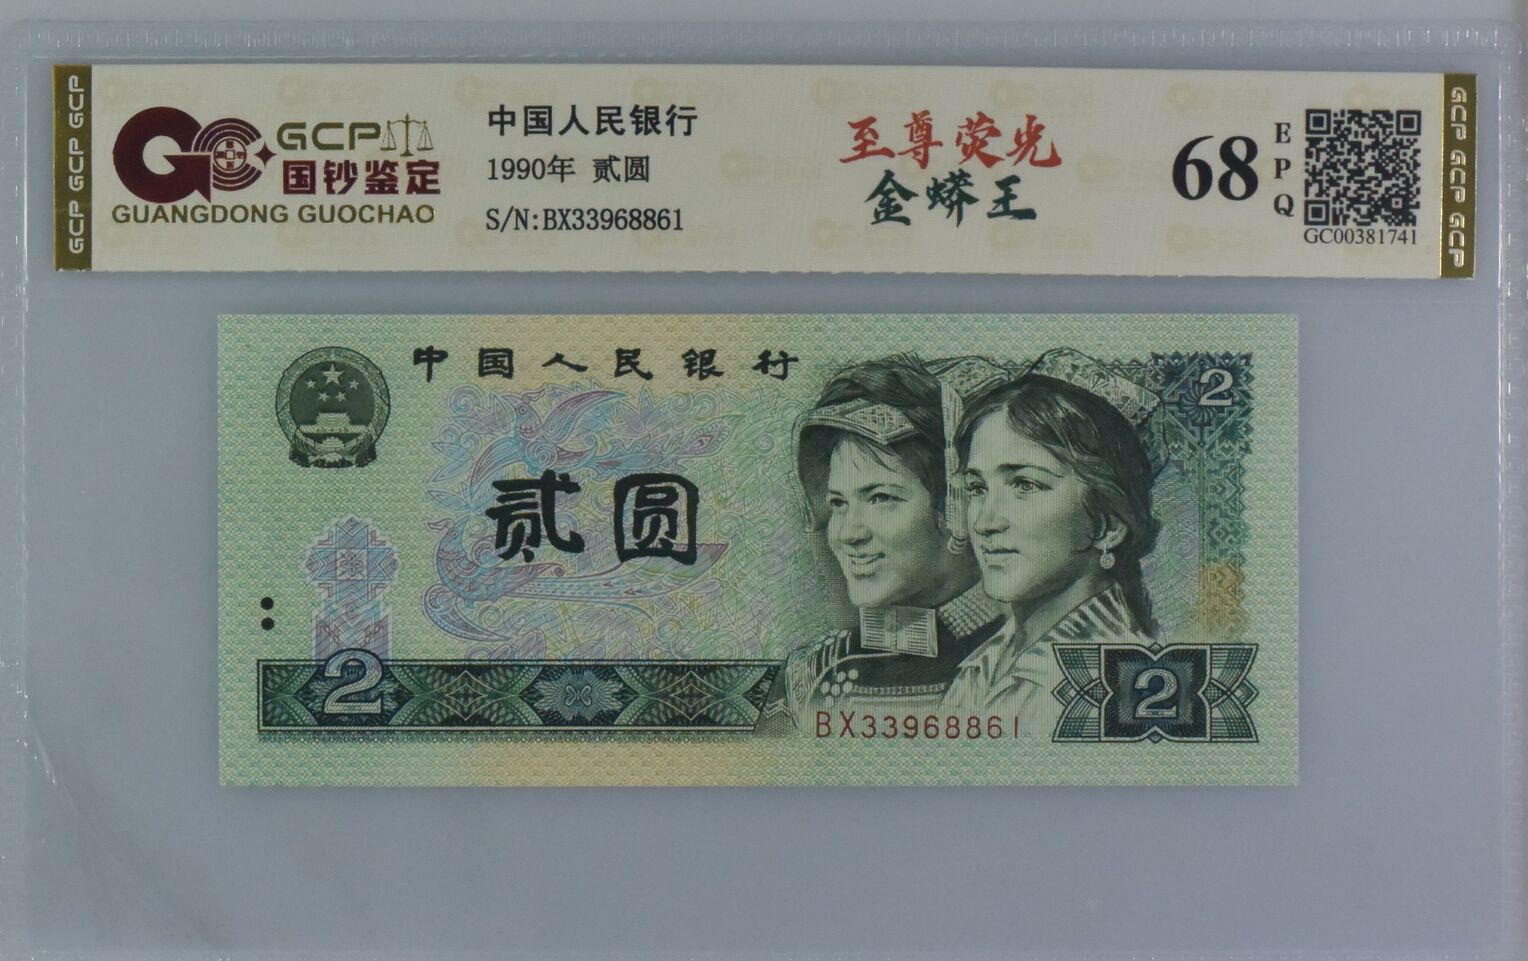 GCP GCP GCP
GCP
国钞鉴定
GUANGDONG GUOCHAO
中国人民银行
1990年 贰圆
S/N:BX33968861
至尊荧光
金蟒王
68
EPQ
GC00381741
GCP GCP GCP
中国人民银行
2
贰圆
2
2
BX33968861